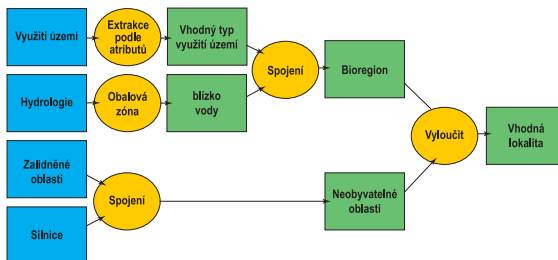 Využití území
Extrakce
podle
atributů
Vhodný typ
využití území
Spojení
Bioregion
Hydrologie
Obalová
zóna
blízko
vody
Vyloučit
Vhodná
lokalita
Zalidněné
oblasti
Spojení
Neobyvatelné
oblasti
Silnice